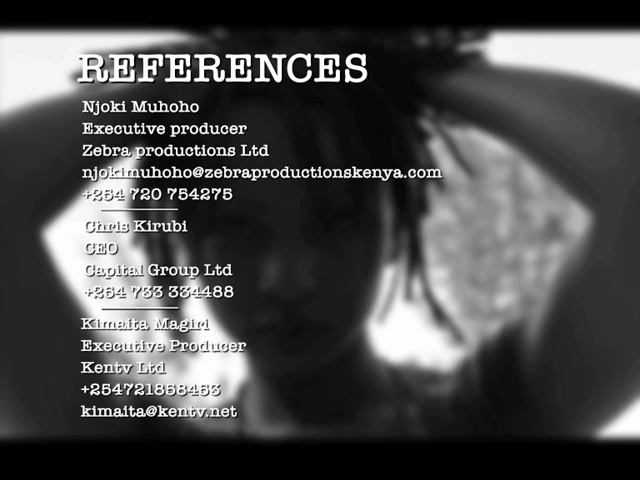 REFERENCES
Njoki Muhoho
Executive producer
Zebra productions Ltd
njokimuhoho@zebraproductionskenya.com
+254 720 754275
Chris Kirubi
CEO
Capital Group Ltd
+254 733 334488
Kimaita Magiri
Executive Producer
Kentv Ltd
+254721858453
kimaita@kentv.net